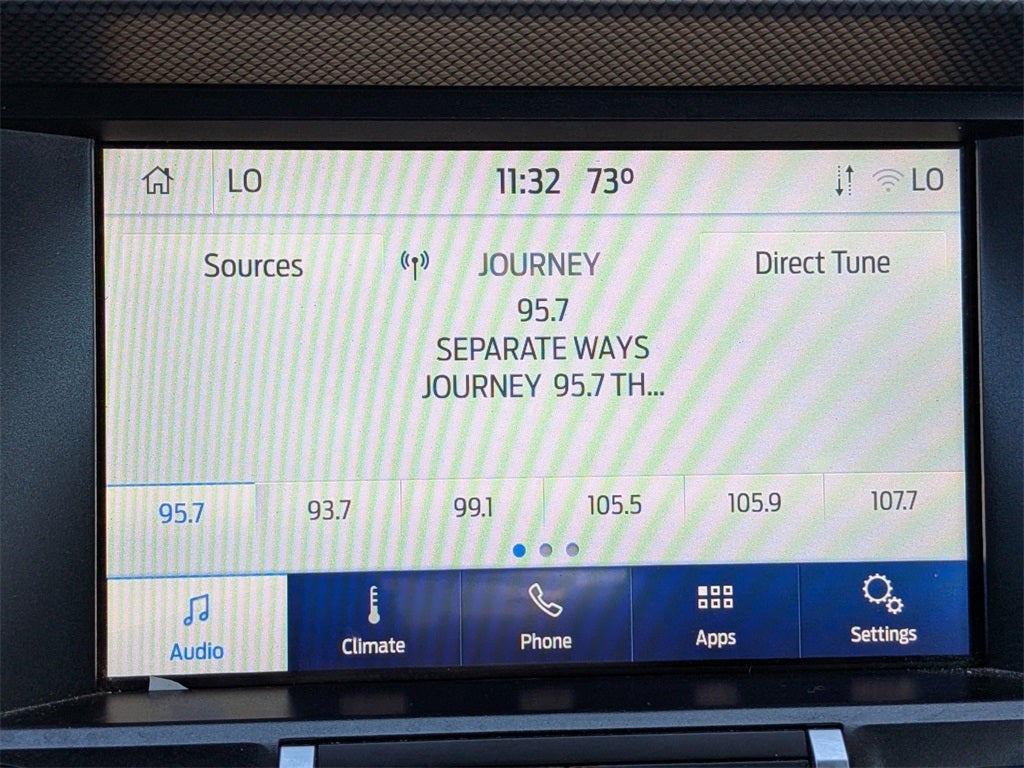 LO 11:32 73º LO
Sources JOURNEY Direct Tune
95.7
SEPARATE WAYS
JOURNEY 95.7 TH...
95.7 93.7 99.1 105.5 105.9 107.7
Audio Climate Phone Apps Settings